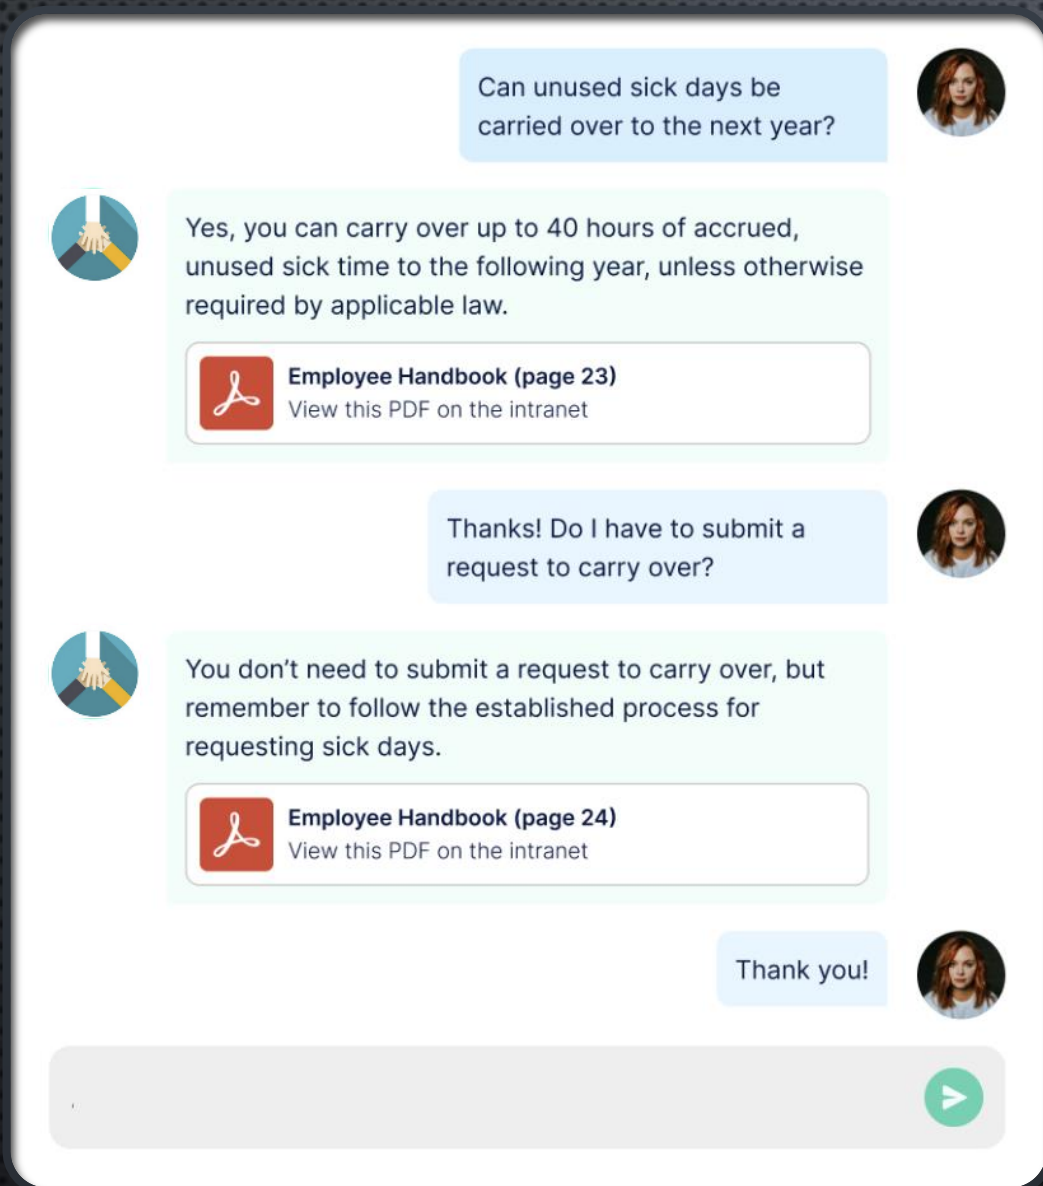 Can unused sick days be
carried over to the next year?
Yes, you can carry over up to 40 hours of accrued,
unused sick time to the following year, unless otherwise
required by applicable law.
Employee Handbook (page 23)
View this PDF on the intranet
Thanks! Do I have to submit a
request to carry over?
You don’t need to submit a request to carry over, but
remember to follow the established process for
requesting sick days.
Employee Handbook (page 24)
View this PDF on the intranet
Thank you!